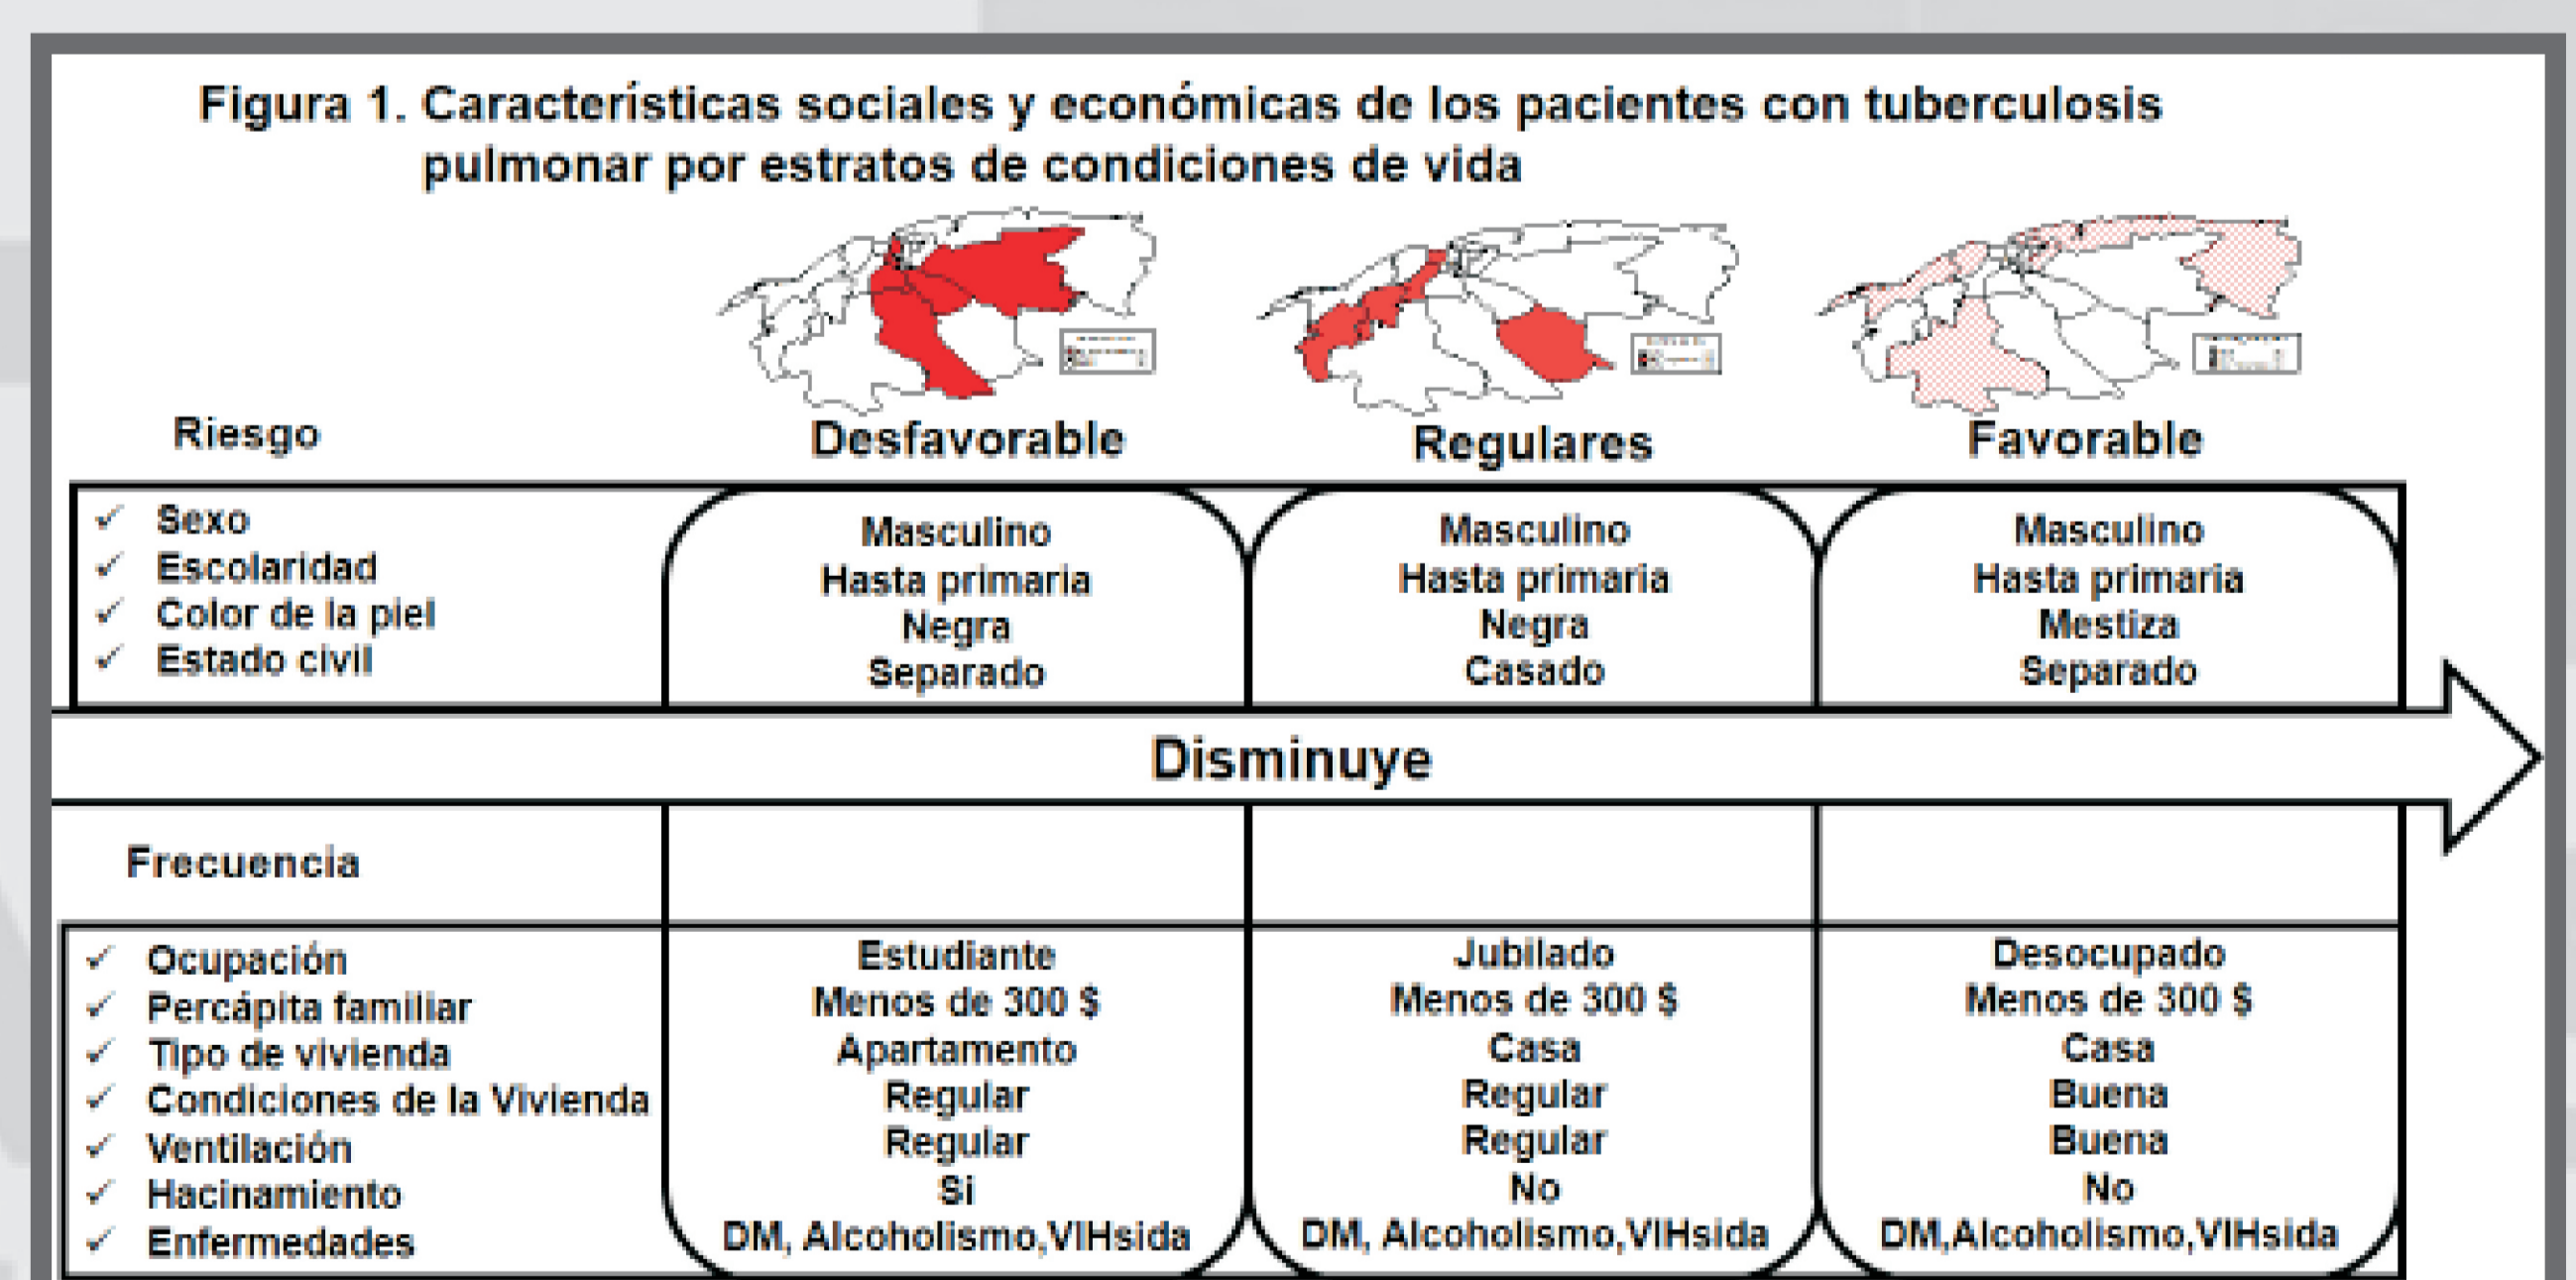 Figura 1. Características sociales y económicas de los pacientes con tuberculosis
pulmonar por estratos de condiciones de vida
Riesgo Desfavorable Regulares Favorable
✓ Sexo Masculino Masculino Masculino
✓ Escolaridad Hasta primaria Hasta primaria Hasta primaria
✓ Color de la piel Negra Negra Mestiza
✓ Estado civil Separado Casado Separado
Disminuye
Frecuencia
✓ Ocupación Estudiante Jubilado Desocupado
✓ Percápita familiar Menos de 300 $ Menos de 300 $ Menos de 300 $
✓ Tipo de vivienda Apartamento Casa Casa
✓ Condiciones de la Vivienda Regular Regular Buena
✓ Ventilación Regular Regular Buena
✓ Hacinamiento Si No No
✓ Enfermedades DM, Alcoholismo,VIHsida DM, Alcoholismo,VIHsida DM,Alcoholismo,VIHsida